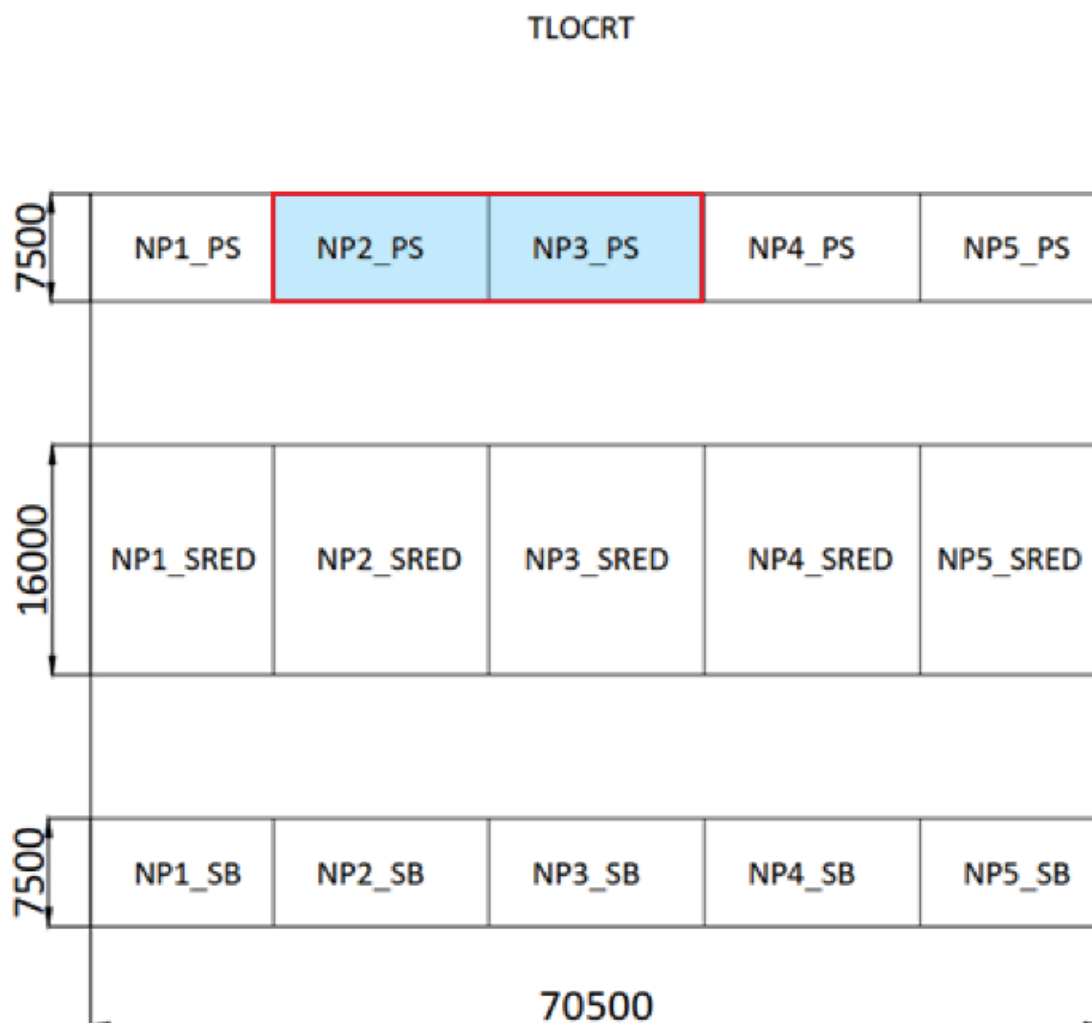 TLOCRT
7500
NP1_PS NP2_PS NP3_PS NP4_PS NP5_PS
16000
NP1_SRED NP2_SRED NP3_SRED NP4_SRED NP5_SRED
7500
NP1_SB NP2_SB NP3_SB NP4_SB NP5_SB
70500